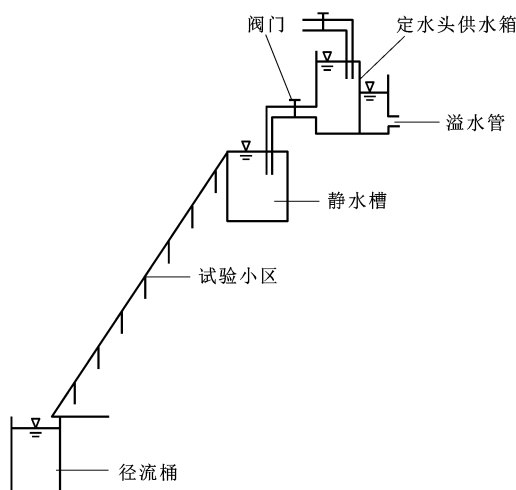 阀门
定水头供水箱
溢水管
静水槽
试验小区
径流桶